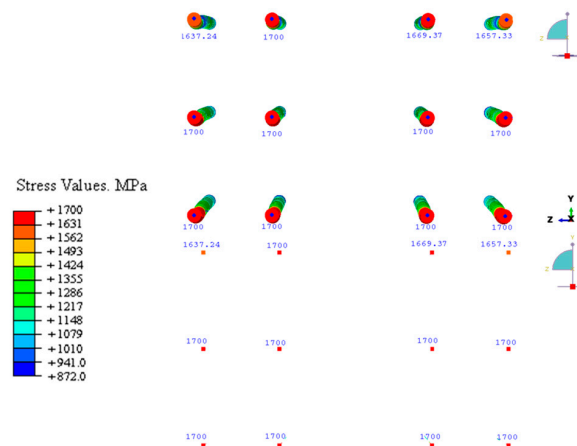 1637.24 1700 1669.37 1657.33
Z
1700 1700 1700 1700
Stress Values. MPa
+1700
+1631
+1562
+1493
+1424
+1355
+1286
+1217
+1148
+1079
+1010
+941.0
+872.0
1700 1700 1700 1700
Y
Z X
1637.24 1700 1669.37 1657.33
Y
Z
1700 1700 1700 1700
1700 1700 1700 1700